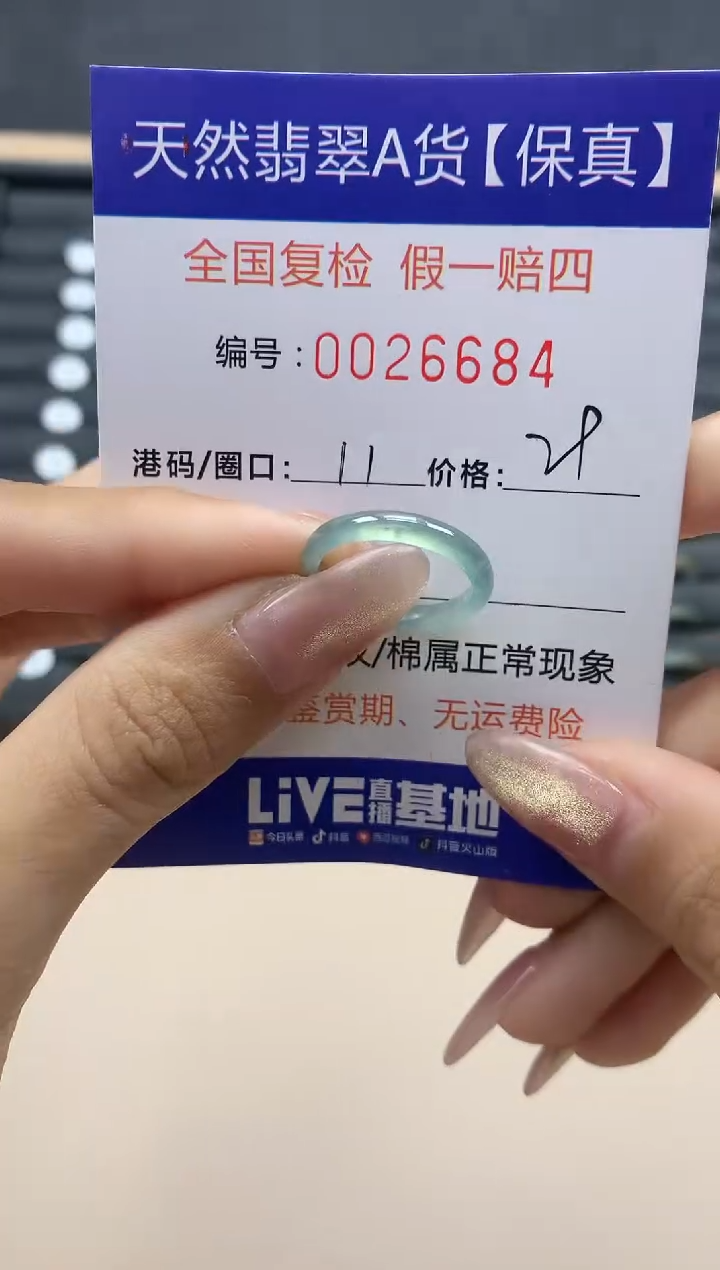 天然翡翠A货【保真】
全国复检 假一赔四
编号：0026684
港码/圈口：11 价格：
/棉属正常现象
鉴赏期、无运费险
LiVE直播基地
今日头条 抖音 西瓜视频 抖音火山版